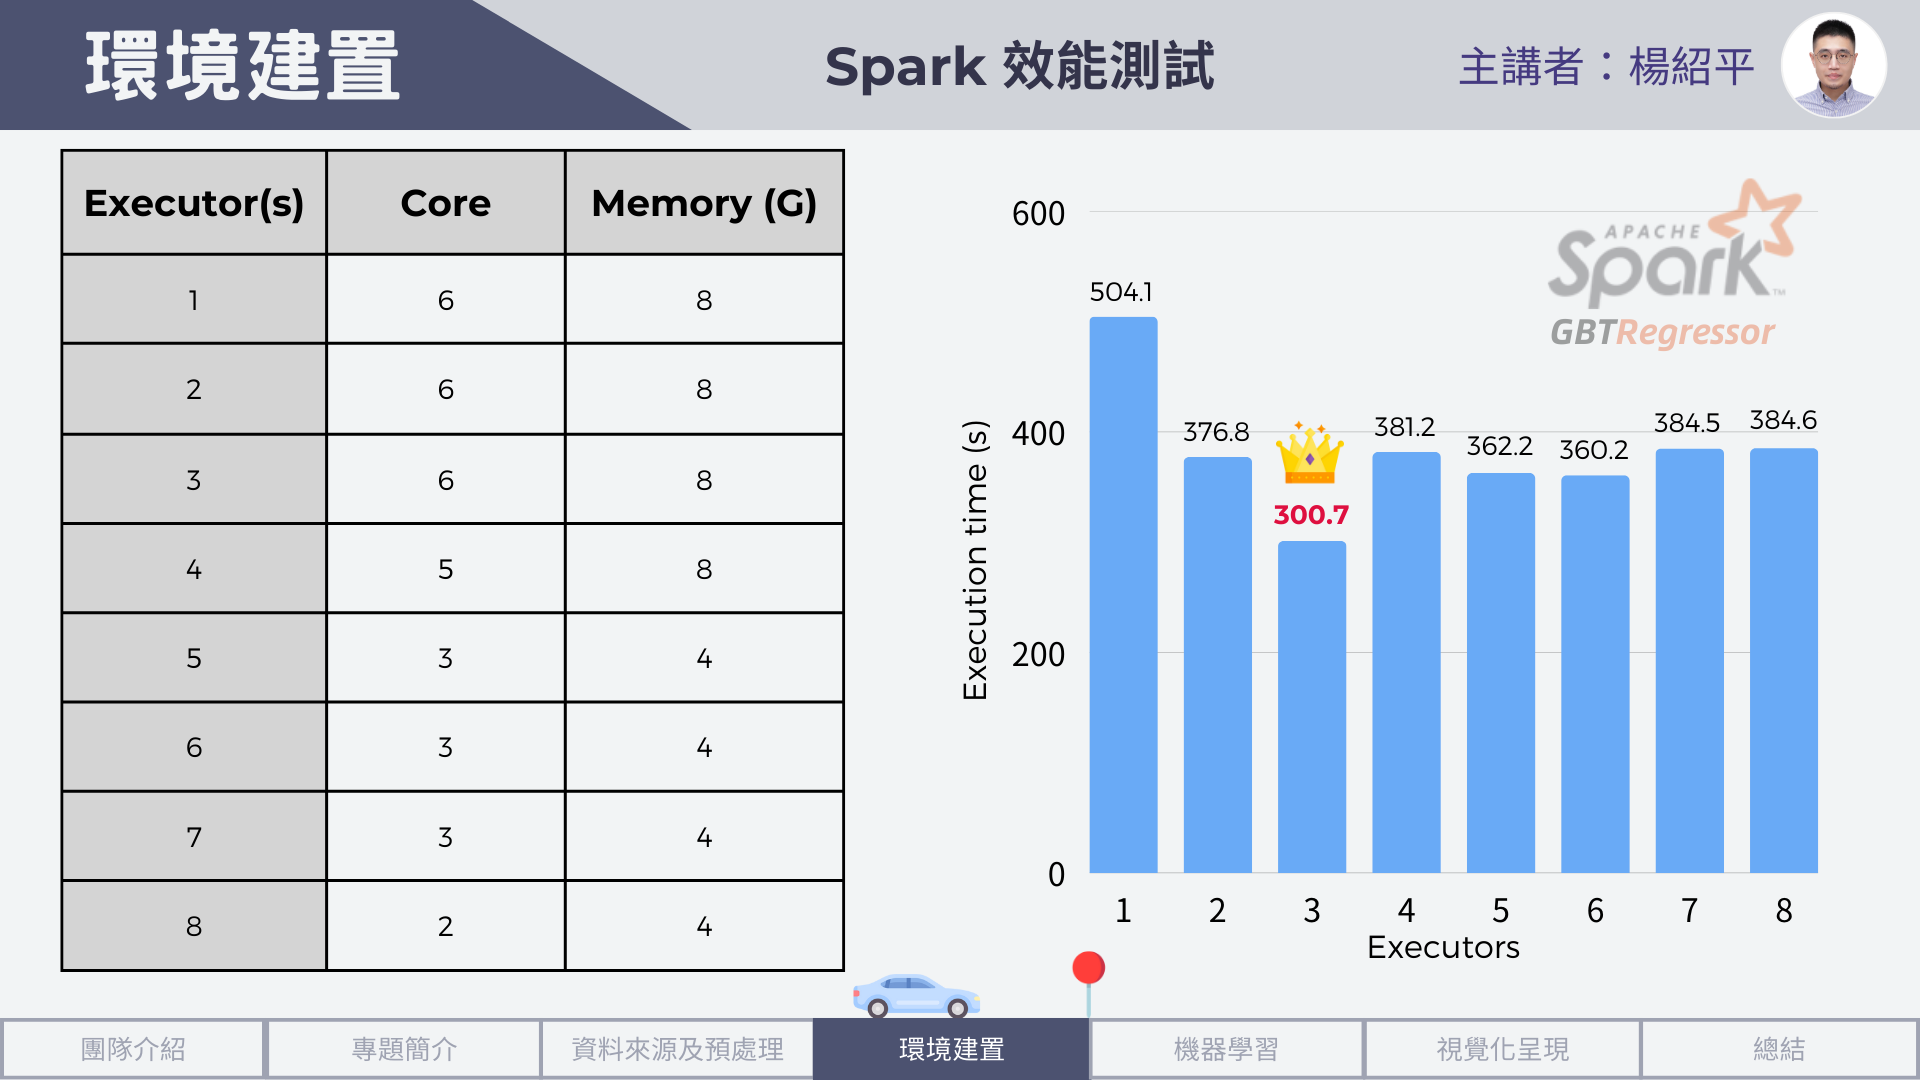 環境建置
Spark 效能測試
主講者：楊紹平
Executor(s) Core Memory (G)
1 6 8
2 6 8
3 6 8
4 5 8
5 3 4
6 3 4
7 3 4
8 2 4
APACHE
Spark™
GBTRegressor
Execution time (s)
600
400
200
0
504.1
376.8
300.7
381.2
362.2
360.2
384.5
384.6
1 2 3 4 5 6 7 8
Executors
團隊介紹
專題簡介
資料來源及預處理
環境建置
機器學習
視覺化呈現
總結